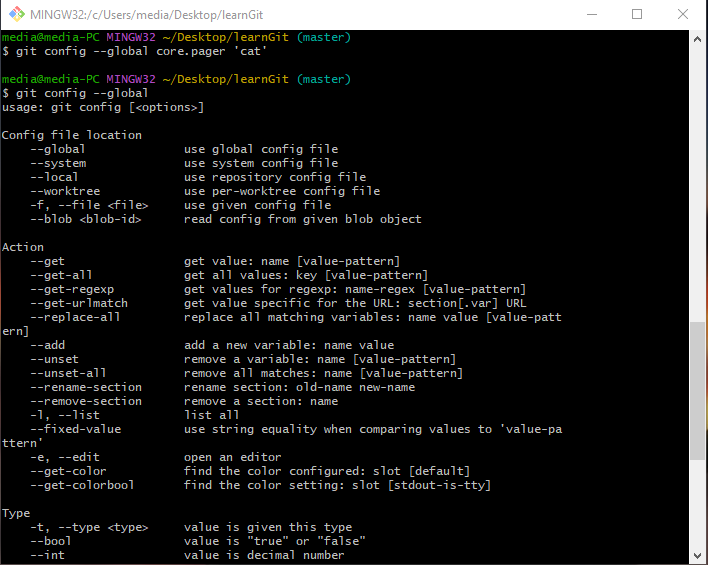 MINGW32:/c/Users/media/Desktop/learnGit
media@media-PC MINGW32 ~/Desktop/learnGit (master)
$ git config --global core.pager 'cat'
media@media-PC MINGW32 ~/Desktop/learnGit (master)
$ git config --global
usage: git config [<options>]
Config file location
--global use global config file
--system use system config file
--local use repository config file
--worktree use per-worktree config file
-f, --file <file> use given config file
--blob <blob-id> read config from given blob object
Action
--get get value: name [value-pattern]
--get-all get all values: key [value-pattern]
--get-regexp get values for regexp: name-regex [value-pattern]
--get-urlmatch get value specific for the URL: section[.var] URL
--replace-all replace all matching variables: name value [value-patt
ern]
--add add a new variable: name value
--unset remove a variable: name [value-pattern]
--unset-all remove all matches: name [value-pattern]
--rename-section rename section: old-name new-name
--remove-section remove a section: name
-l, --list list all
--fixed-value use string equality when comparing values to 'value-pa
ttern'
-e, --edit open an editor
--get-color find the color configured: slot [default]
--get-colorbool find the color setting: slot [stdout-is-tty]
Type
-t, --type <type> value is given this type
--bool value is "true" or "false"
--int value is decimal number